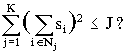 ∑_{j=1}^{K} (∑_{i∈N_j} s_i)² ≤ J ?